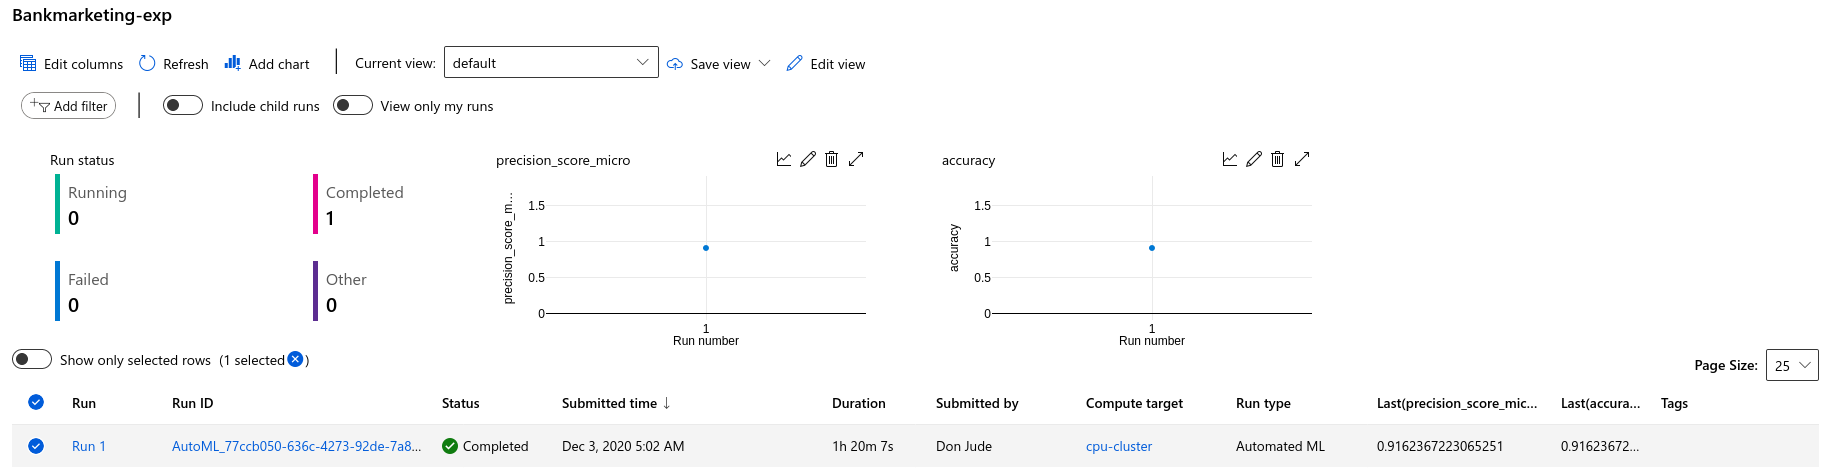 Bankmarketing-exp
Edit columns Refresh Add chart Current view: default Save view Edit view
Add filter Include child runs View only my runs
Run status
Running
0
Completed
1
Failed
0
Other
0
precision_score_micro
precision_score_m...
1.5
1
0.5
0
1
Run number
accuracy
accuracy
1.5
1
0.5
0
1
Run number
Show only selected rows (1 selected )
Page Size: 25
Run Run ID Status Submitted time ↓ Duration Submitted by Compute target Run type Last(precision_score_mic... Last(accura... Tags
Run 1 AutoML_77ccb050-636c-4273-92de-7a8... Completed Dec 3, 2020 5:02 AM 1h 20m 7s Don Jude cpu-cluster Automated ML 0.9162367223065251 0.91623672...